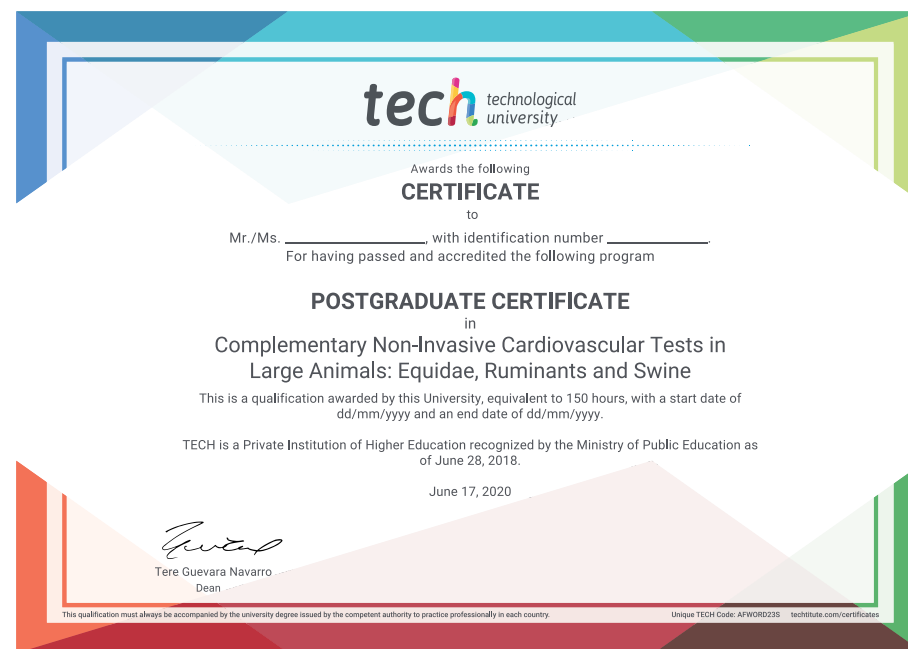 tech technological
university
Awards the following
CERTIFICATE
to
Mr./Ms. ____________________, with identification number ______________.
For having passed and accredited the following program
POSTGRADUATE CERTIFICATE
in
Complementary Non-Invasive Cardiovascular Tests in
Large Animals: Equidae, Ruminants and Swine
This is a qualification awarded by this University, equivalent to 150 hours, with a start date of
dd/mm/yyyy and an end date of dd/mm/yyyy.
TECH is a Private Institution of Higher Education recognized by the Ministry of Public Education as
of June 28, 2018.
June 17, 2020
Tere Guevara Navarro
Dean
This qualification must always be accompanied by the university degree issued by the competent authority to practice professionally in each country. Unique TECH Code: AFWORD23S techtitute.com/certificates